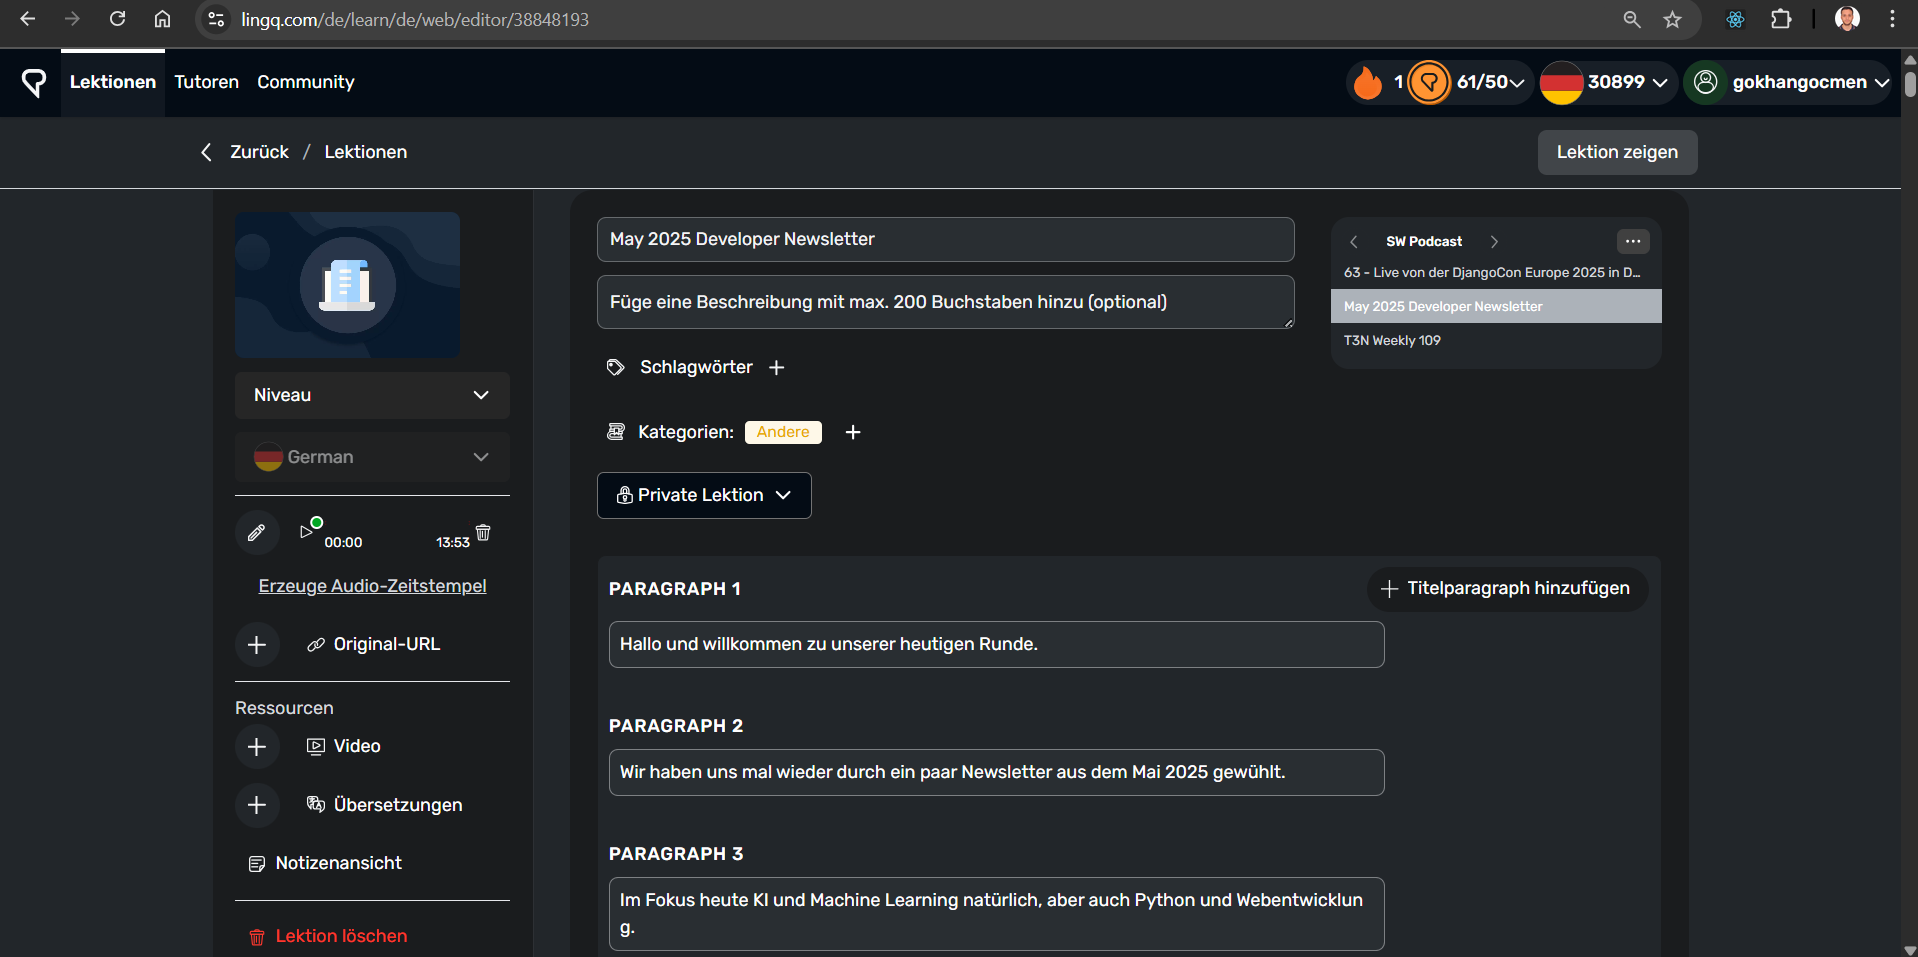 lingq.com/de/learn/de/web/editor/38848193
Lektionen Tutoren Community
1 61/50 30899 gokhangocmen
Zurück / Lektionen
Lektion zeigen
Niveau
German
00:00 13:53
Erzeuge Audio-Zeitstempel
Original-URL
Ressourcen
Video
Übersetzungen
Notizenansicht
Lektion löschen
May 2025 Developer Newsletter
Füge eine Beschreibung mit max. 200 Buchstaben hinzu (optional)
Schlagwörter
Kategorien: Andere
Private Lektion
SW Podcast
63 - Live von der DjangoCon Europe 2025 in D...
May 2025 Developer Newsletter
T3N Weekly 109
PARAGRAPH 1
Titelparagraph hinzufügen
Hallo und willkommen zu unserer heutigen Runde.
PARAGRAPH 2
Wir haben uns mal wieder durch ein paar Newsletter aus dem Mai 2025 gewühlt.
PARAGRAPH 3
Im Fokus heute KI und Machine Learning natürlich, aber auch Python und Webentwicklun
g.